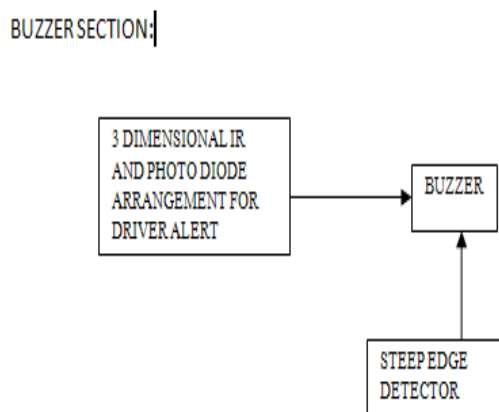 BUZZER SECTION:
3 DIMENSIONAL IR
AND PHOTO DIODE
ARRANGEMENT FOR
DRIVER ALERT
BUZZER
STEEP EDGE
DETECTOR